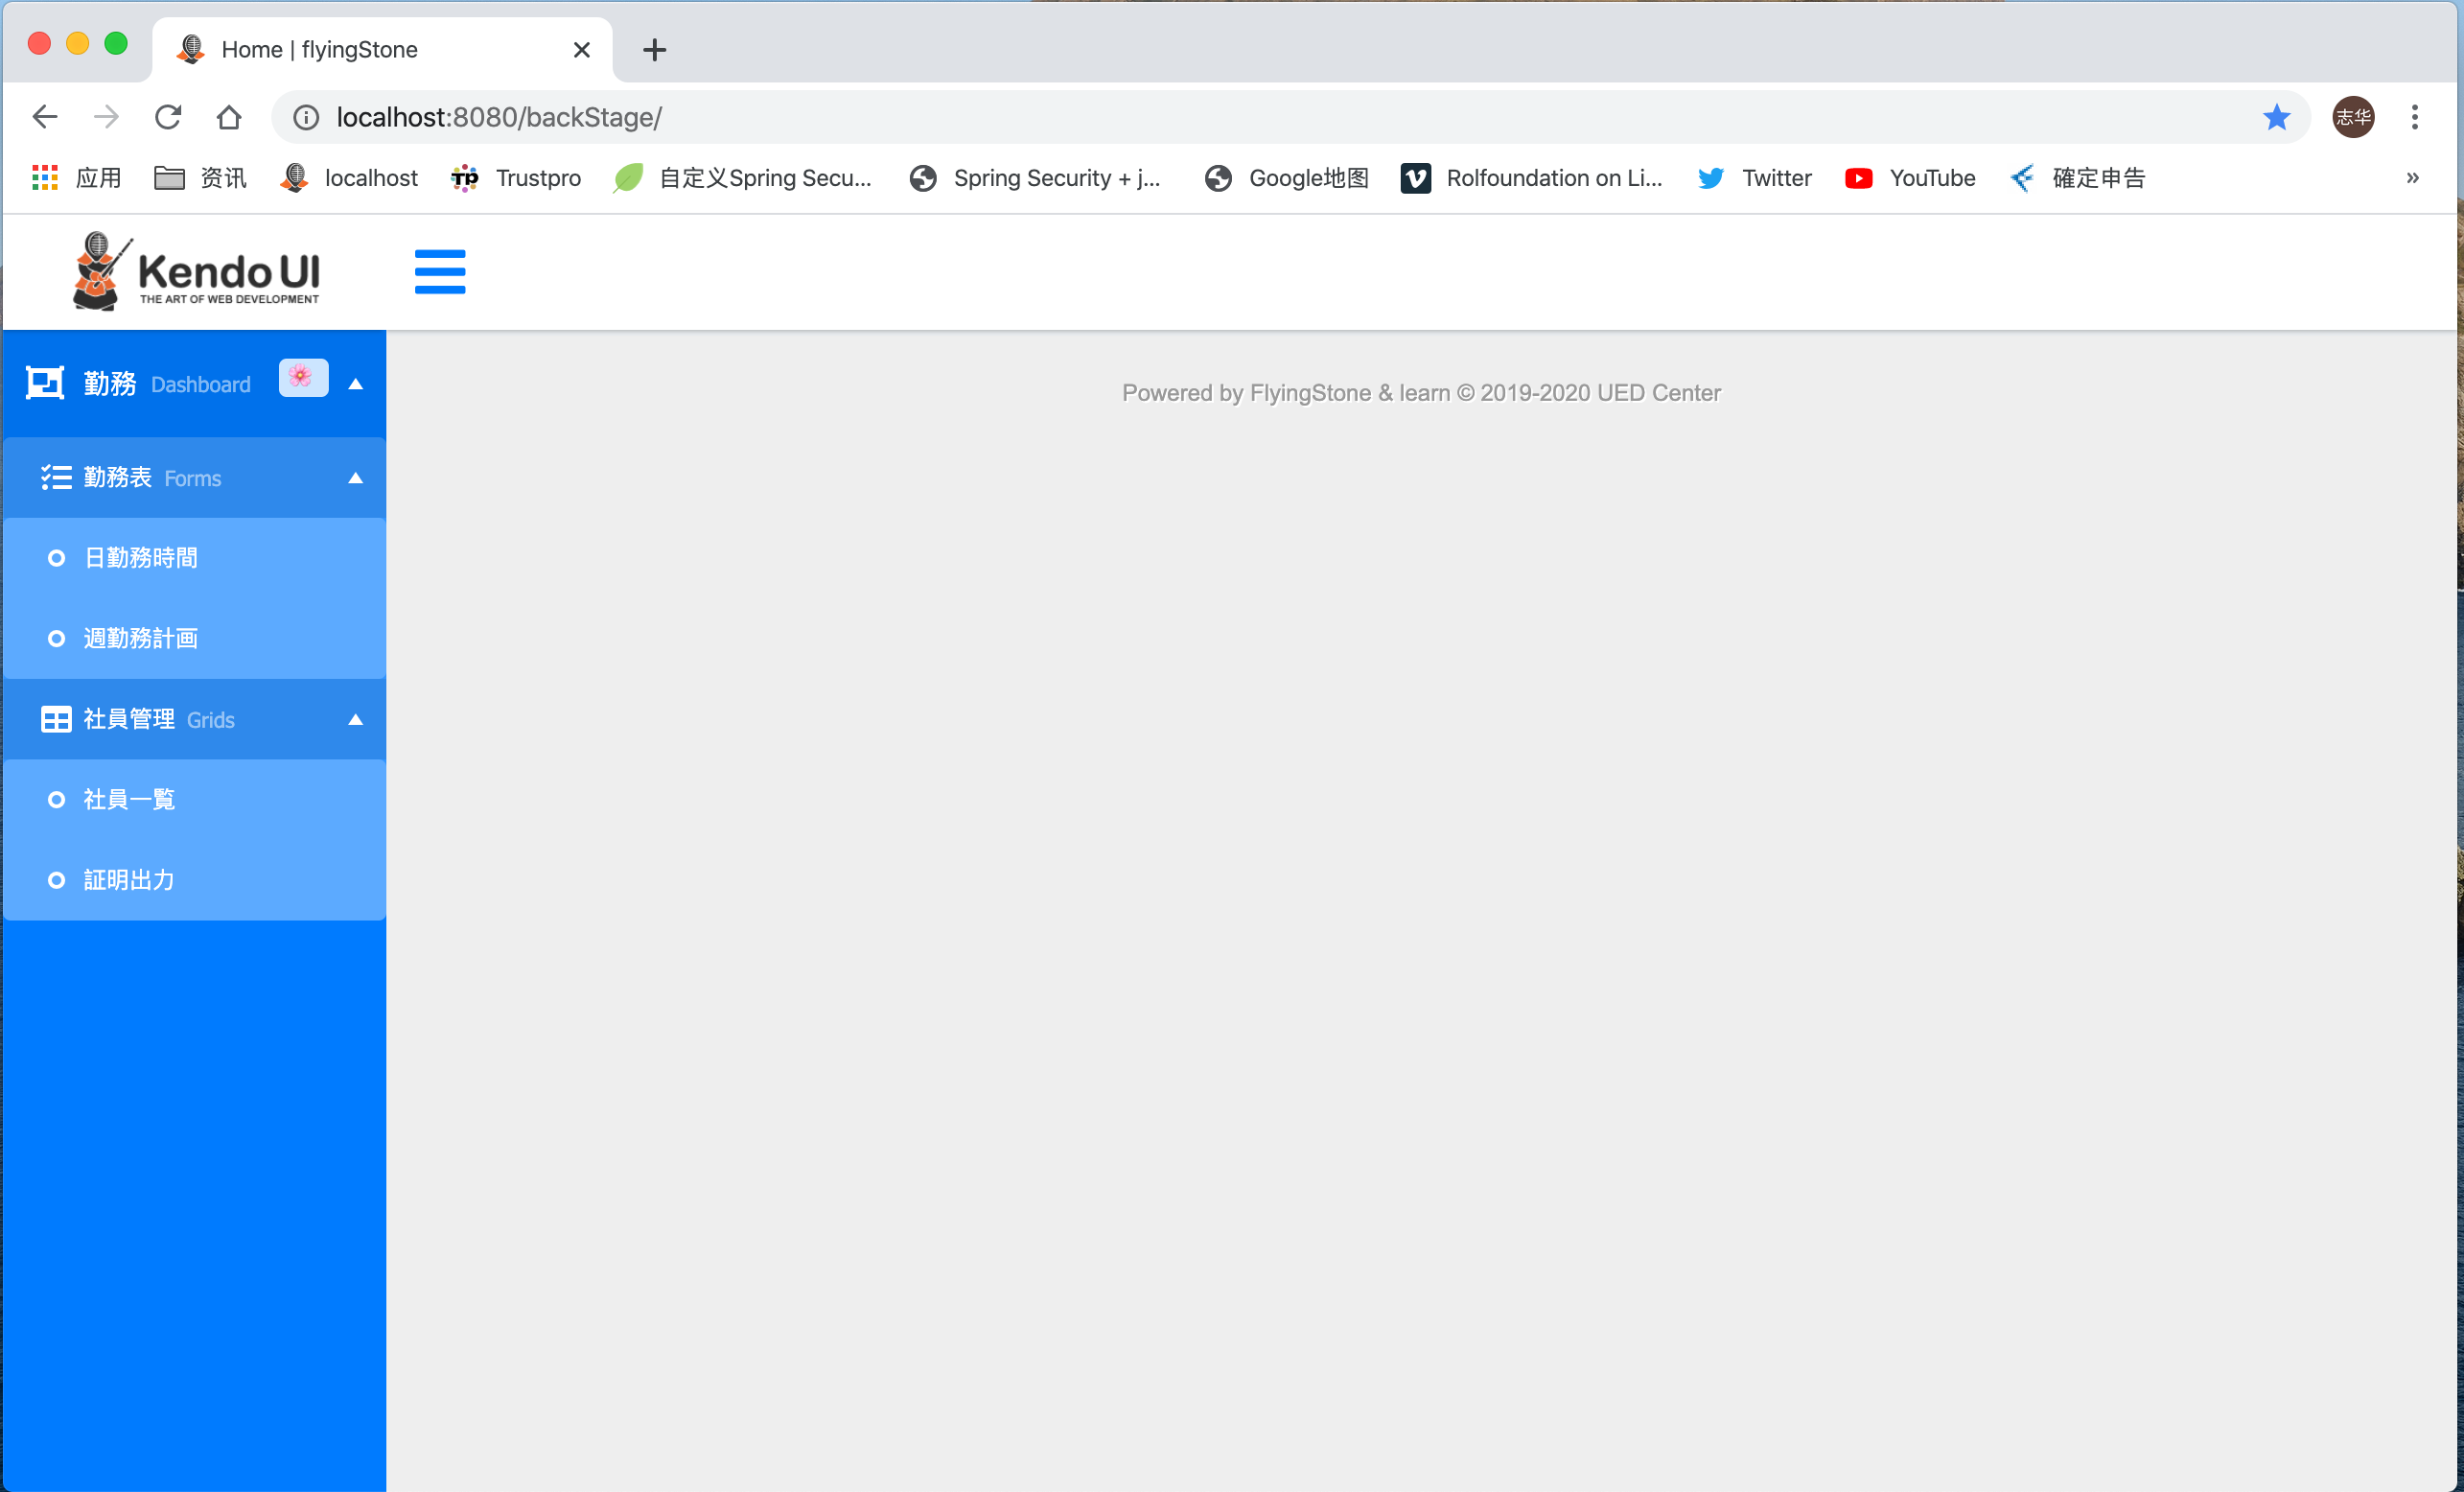 Home | flyingStone
localhost:8080/backStage/
志华
应用 资讯 localhost Trustpro 自定义Spring Secu... Spring Security + j... Google地图 Rolfoundation on Li... Twitter YouTube 確定申告 »
Kendo UI
THE ART OF WEB DEVELOPMENT
勤務 Dashboard
Powered by FlyingStone & learn © 2019-2020 UED Center
勤務表 Forms
日勤務時間
週勤務計画
社員管理 Grids
社員一覧
証明出力